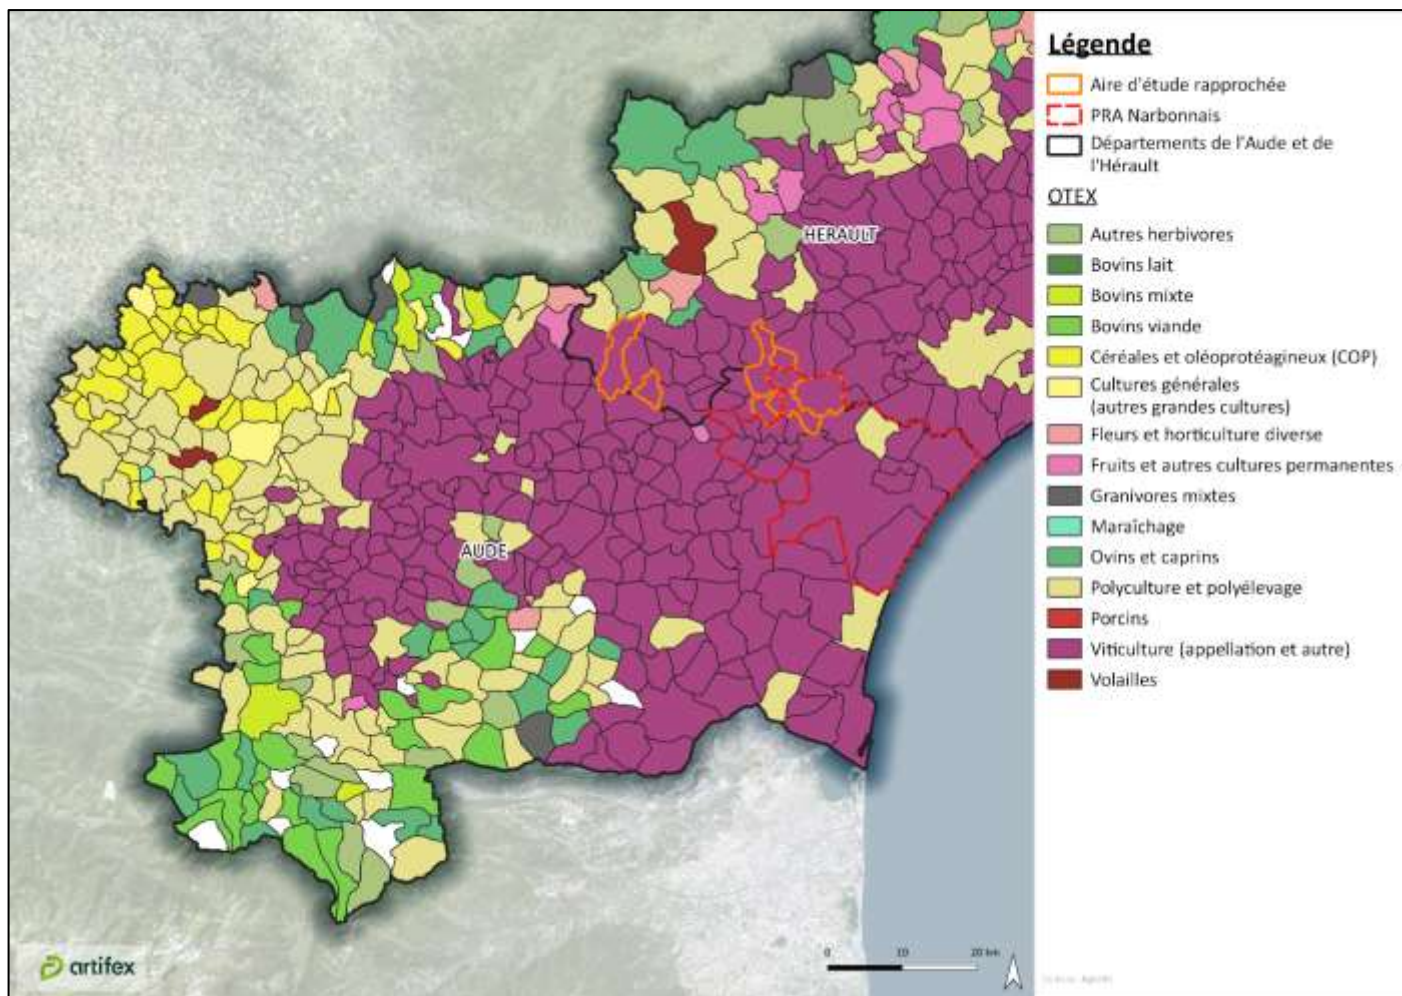 Légende
Aire d'étude rapprochée
PRA Narbonnais
Départements de l'Aude et de
l'Hérault
OTEX
Autres herbivores
Bovins lait
Bovins mixte
Bovins viande
Céréales et oléoprotéagineux (COP)
Cultures générales
(autres grandes cultures)
Fleurs et horticulture diverse
Fruits et autres cultures permanentes
Granivores mixtes
Maraîchage
Ovins et caprins
Polyculture et polyélevage
Porcins
Viticulture (appellation et autre)
Volailles
HERAULT
AUDE
0 10 20 km
artifex